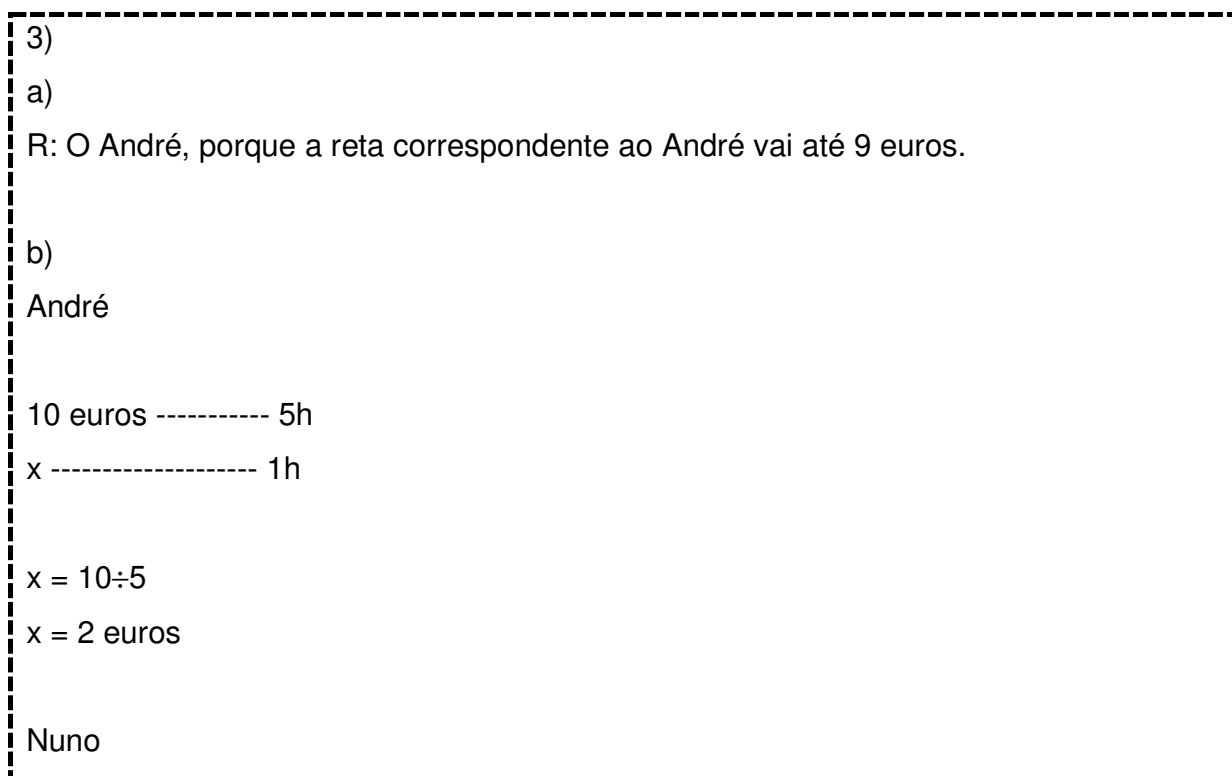 3)
a)
R: O André, porque a reta correspondente ao André vai até 9 euros.
b)
André
10 euros ----------- 5h
x -------------------- 1h
x = 10÷5
x = 2 euros
Nuno